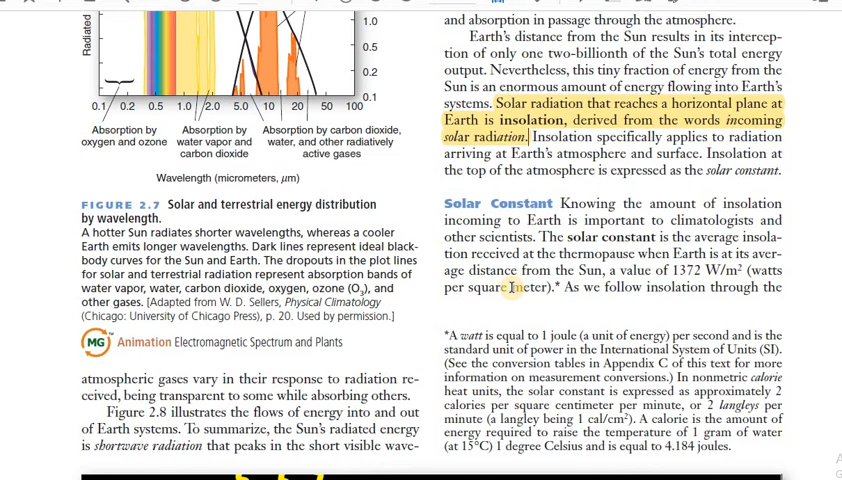 Radiated
1.0
0.5
0.2
0.1
0.1 0.2 0.5 1.0 2.0 5.0 10 20 50 100
Absorption by
oxygen and ozone
Absorption by
water vapor and
carbon dioxide
Absorption by carbon dioxide,
water, and other radiatively
active gases
Wavelength (micrometers, μm)
FIGURE 2.7 Solar and terrestrial energy distribution
by wavelength.
A hotter Sun radiates shorter wavelengths, whereas a cooler
Earth emits longer wavelengths. Dark lines represent ideal black-
body curves for the Sun and Earth. The dropouts in the plot lines
for solar and terrestrial radiation represent absorption bands of
water vapor, water, carbon dioxide, oxygen, ozone (O₃), and
other gases. [Adapted from W. D. Sellers, Physical Climatology
(Chicago: University of Chicago Press), p. 20. Used by permission.]
MG Animation Electromagnetic Spectrum and Plants
atmospheric gases vary in their response to radiation re-
ceived, being transparent to some while absorbing others.
Figure 2.8 illustrates the flows of energy into and out
of Earth systems. To summarize, the Sun's radiated energy
is shortwave radiation that peaks in the short visible wave-
and absorption in passage through the atmosphere.
Earth's distance from the Sun results in its intercep-
tion of only one two-billionth of the Sun's total energy
output. Nevertheless, this tiny fraction of energy from the
Sun is an enormous amount of energy flowing into Earth's
systems. Solar radiation that reaches a horizontal plane at
Earth is insolation, derived from the words incoming
solar radiation. Insolation specifically applies to radiation
arriving at Earth's atmosphere and surface. Insolation at
the top of the atmosphere is expressed as the solar constant.
Solar Constant Knowing the amount of insolation
incoming to Earth is important to climatologists and
other scientists. The solar constant is the average insola-
tion received at the thermopause when Earth is at its aver-
age distance from the Sun, a value of 1372 W/m² (watts
per square meter).* As we follow insolation through the
*A watt is equal to 1 joule (a unit of energy) per second and is the
standard unit of power in the International System of Units (SI).
(See the conversion tables in Appendix C of this text for more
information on measurement conversions.) In nonmetric calorie
heat units, the solar constant is expressed as approximately 2
calories per square centimeter per minute, or 2 langleys per
minute (a langley being 1 cal/cm²). A calorie is the amount of
energy required to raise the temperature of 1 gram of water
(at 15°C) 1 degree Celsius and is equal to 4.184 joules.